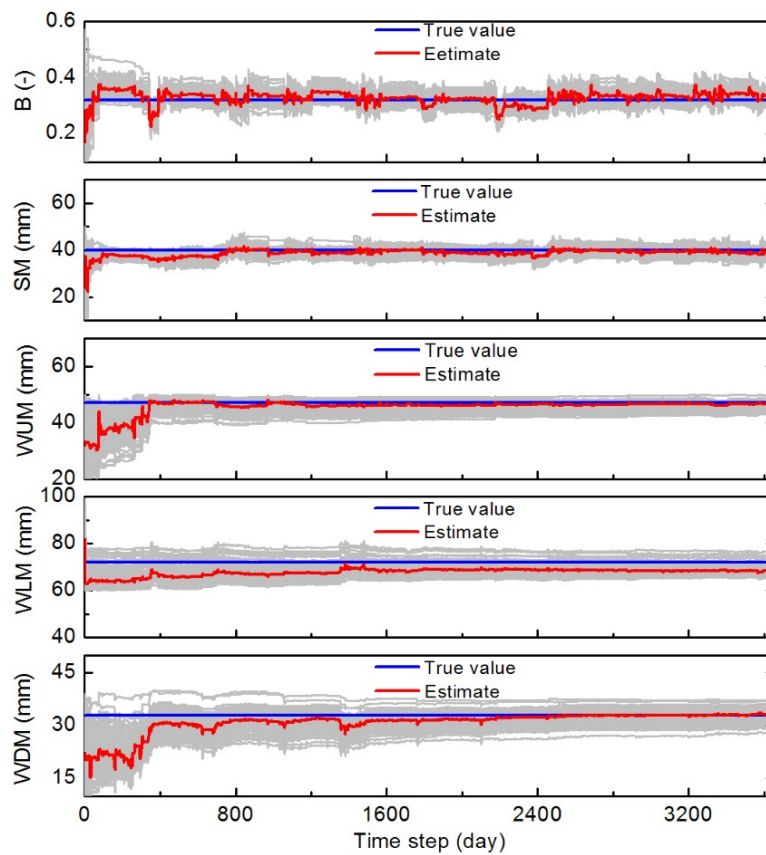 0.6
True value
Eetimate
B (-)
0.4
0.2
60
True value
Estimate
SM (mm)
40
20
60
True value
Estimate
WUM (mm)
40
20
100
True value
Estimate
WLM (mm)
80
60
40
45
True value
Estimate
WDM (mm)
30
15
0 800 1600 2400 3200
Time step (day)